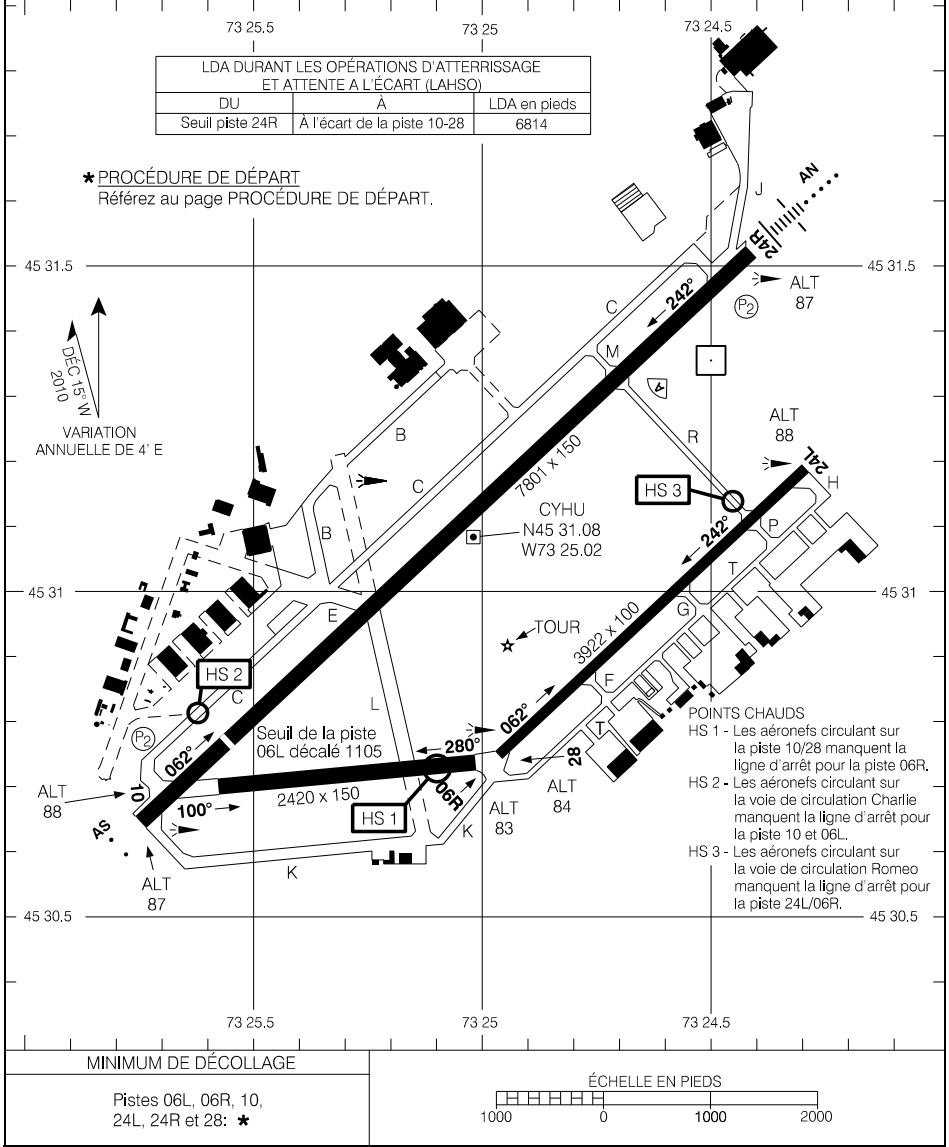 73 25.5
73 25
73 24.5
LDA DURANT LES OPÉRATIONS D'ATTERRISSAGE
ET ATTENTE A L'ÉCART (LAHSO)
DU
À
LDA en pieds
Seuil piste 24R
À l'écart de la piste 10-28
6814
* PROCÉDURE DE DÉPART
Référez au page PROCÉDURE DE DÉPART.
AN
J
24R
45 31.5
45 31.5
ALT
87
242°
C
P2
M
DÉC 15° W
2010
VARIATION
ANNUELLE DE 4' E
A
B
R
ALT
88
24L
7801 x 150
C
HS 3
H
CYHU
N45 31.08
W73 25.02
B
P
242°
T
45 31
45 31
E
G
TOUR
3922 x 100
HS 2
F
C
L
062°
P2
062°
Seuil de la piste
06L décalé 1105
280°
T
28
POINTS CHAUDS
HS 1 - Les aéronefs circulant sur
la piste 10/28 manquent la
ligne d'arrêt pour la piste 06R.
HS 2 - Les aéronefs circulant sur
la voie de circulation Charlie
manquent la ligne d'arrêt pour
la piste 10 et 06L.
HS 3 - Les aéronefs circulant sur
la voie de circulation Romeo
manquent la ligne d'arrêt pour
la piste 24L/06R.
ALT
88
10
100°
2420 x 150
06R
HS 1
ALT
83
ALT
84
AS
K
K
ALT
87
45 30.5
45 30.5
73 25.5
73 25
73 24.5
MINIMUM DE DÉCOLLAGE
Pistes 06L, 06R, 10,
24L, 24R et 28: *
ÉCHELLE EN PIEDS
1000
0
1000
2000